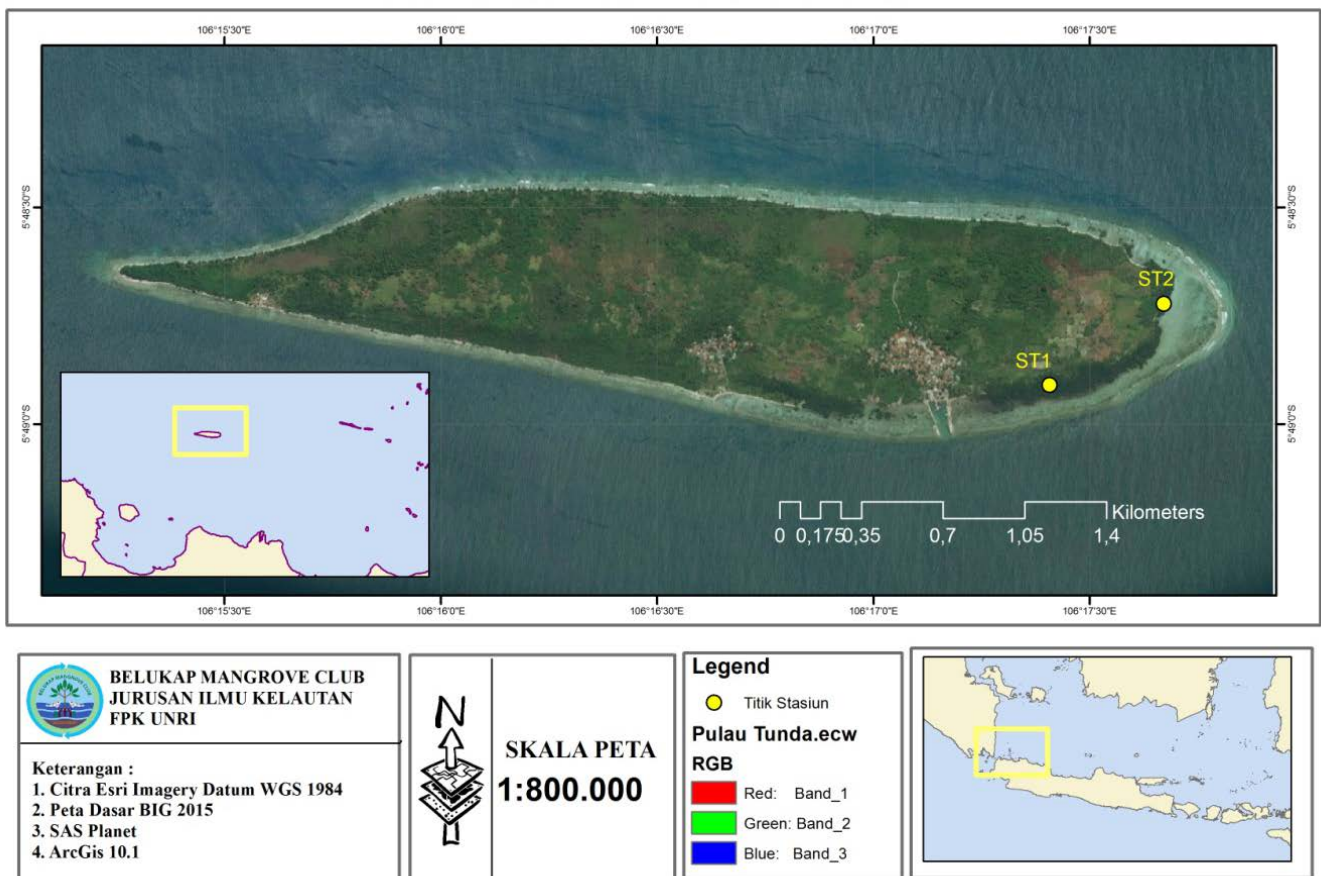 106°15'30"E 106°16'0"E 106°16'30"E 106°17'0"E 106°17'30"E
5°48'30"S 5°48'30"S
ST2
ST1
5°49'0"S 5°49'0"S
Kilometers
0 0,175 0,35 0,7 1,05 1,4
106°15'30"E 106°16'0"E 106°16'30"E 106°17'0"E 106°17'30"E
BELUKAP MANGROVE CLUB
BELUKAP MANGROVE CLUB
JURUSAN ILMU KELAUTAN
FPK UNRI
Keterangan :
1. Citra Esri Imagery Datum WGS 1984
2. Peta Dasar BIG 2015
3. SAS Planet
4. ArcGis 10.1
N
SKALA PETA
1:800.000
Legend
Titik Stasiun
Pulau Tunda.ecw
RGB
Red: Band_1
Green: Band_2
Blue: Band_3